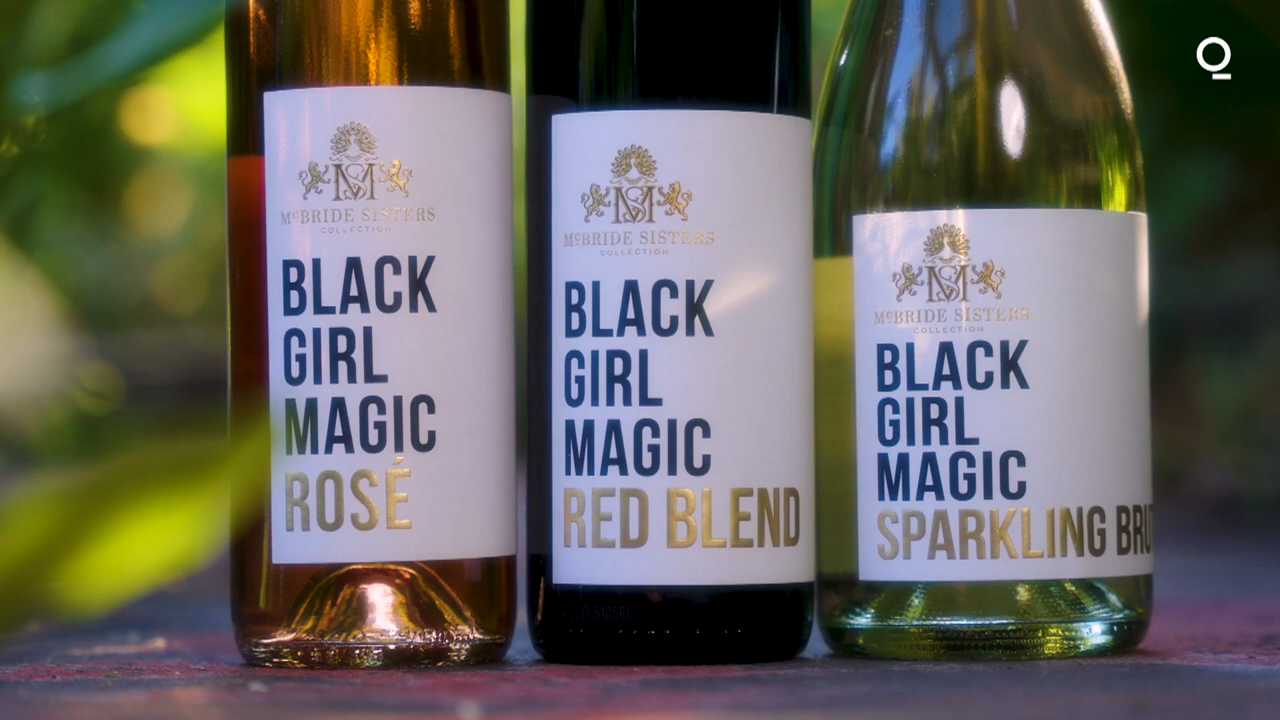 McBRIDE SISTERS
COLLECTION
BLACK
GIRL
MAGIC
ROSÉ
McBRIDE SISTERS
COLLECTION
BLACK
GIRL
MAGIC
RED BLEND
McBRIDE SISTERS
COLLECTION
BLACK
GIRL
MAGIC
SPARKLING BRUT